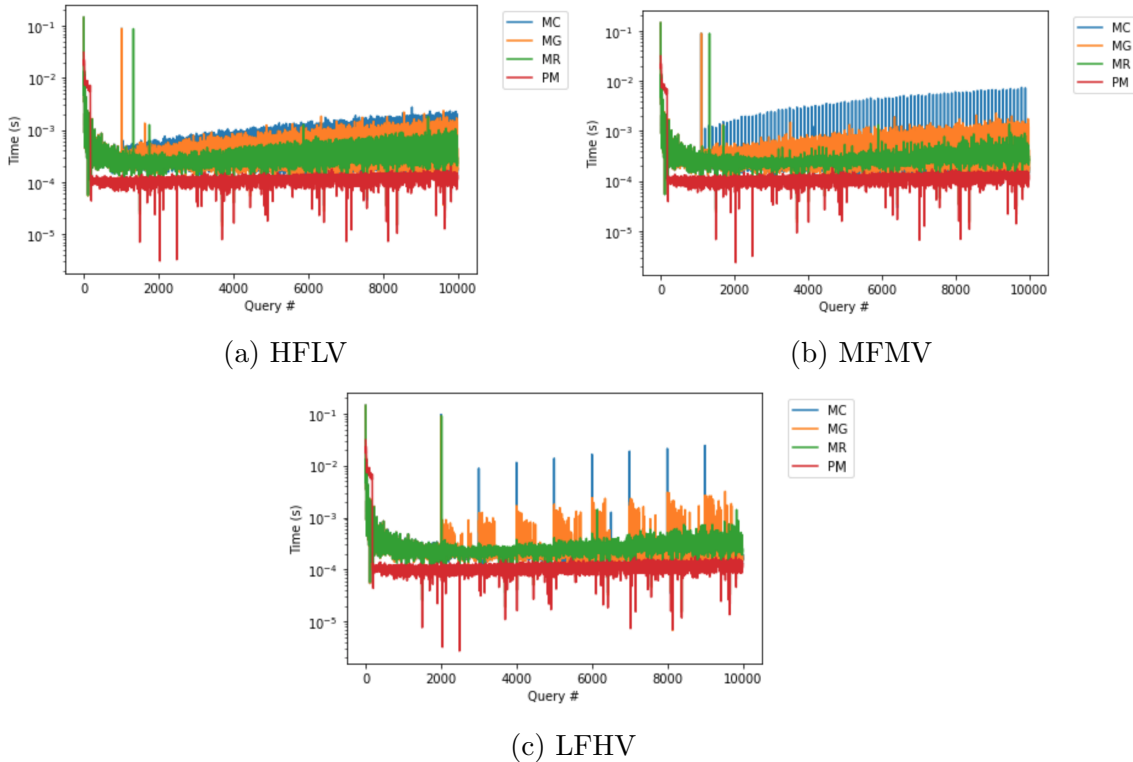 10⁻¹
10⁻²
10⁻³
10⁻⁴
10⁻⁵
Time (s)
0 2000 4000 6000 8000 10000
Query #
MC
MG
MR
PM
(a) HFLV
10⁻¹
10⁻²
10⁻³
10⁻⁴
10⁻⁵
Time (s)
0 2000 4000 6000 8000 10000
Query #
MC
MG
MR
PM
(b) MFMV
10⁻¹
10⁻²
10⁻³
10⁻⁴
10⁻⁵
Time (s)
0 2000 4000 6000 8000 10000
Query #
MC
MG
MR
PM
(c) LFHV